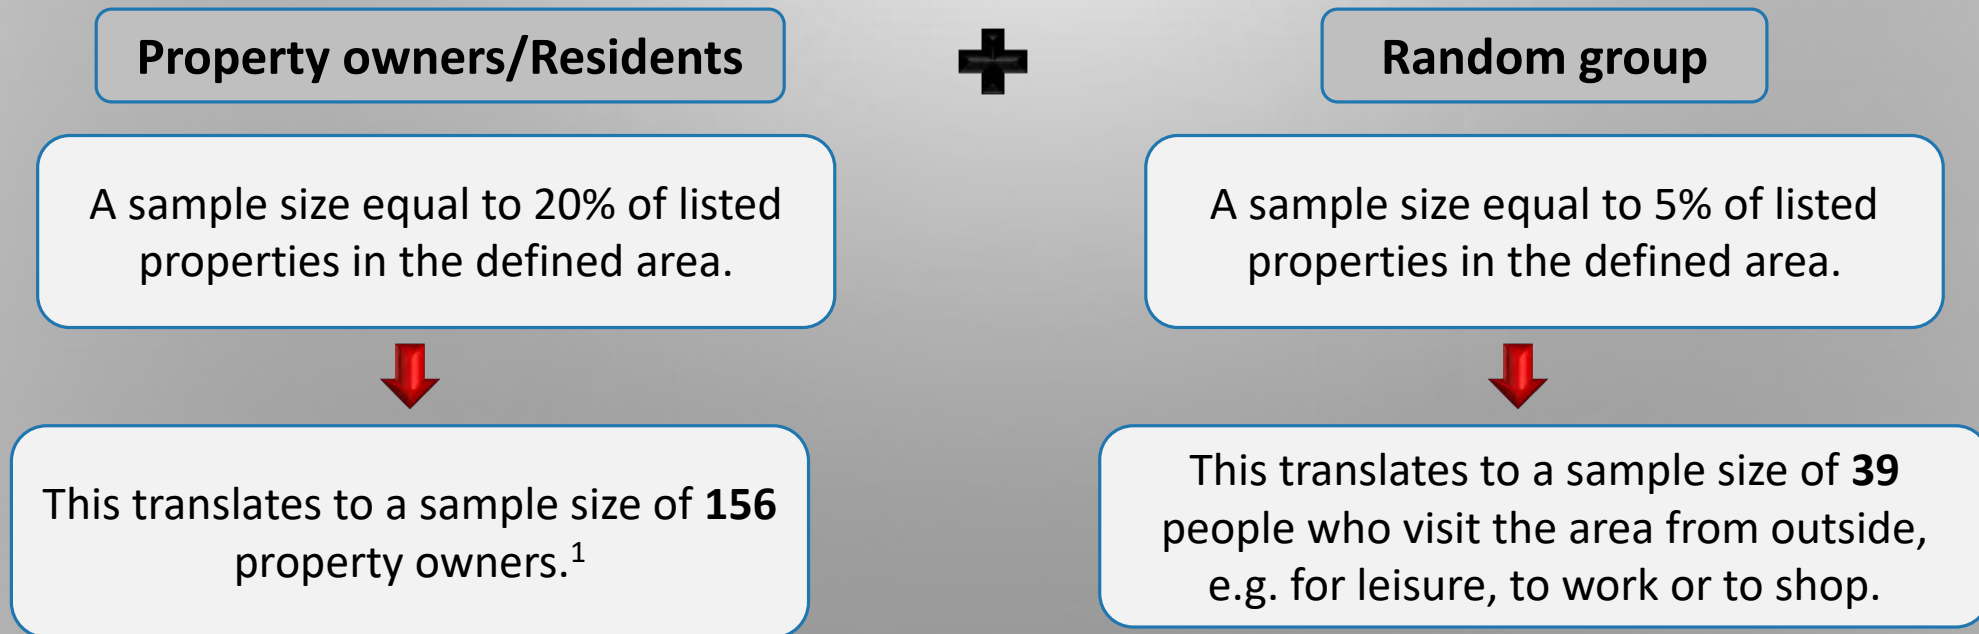 Property owners/Residents
A sample size equal to 20% of listed
properties in the defined area.
This translates to a sample size of 156
property owners.¹
Random group
A sample size equal to 5% of listed
properties in the defined area.
This translates to a sample size of 39
people who visit the area from outside,
e.g. for leisure, to work or to shop.